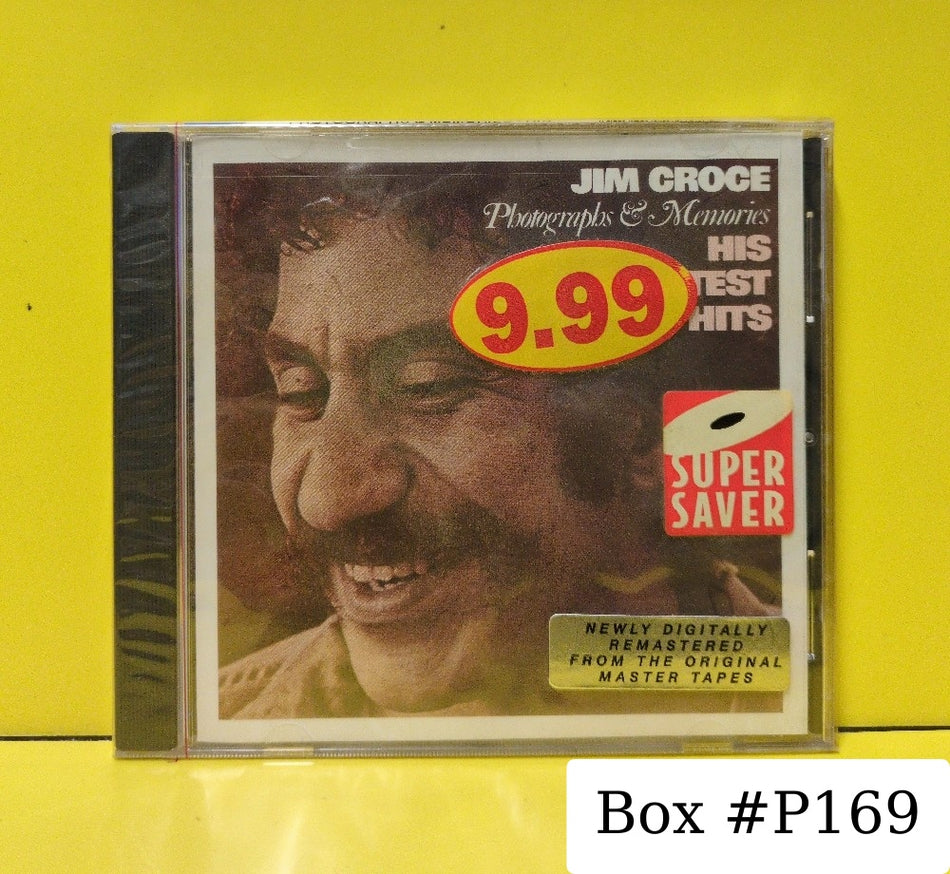 JIM CROCE
Photographs & Memories
HIS
TEST
HITS
9.99
SUPER
SAVER
NEWLY DIGITALLY
REMASTERED
FROM THE ORIGINAL
MASTER TAPES
Box #P169